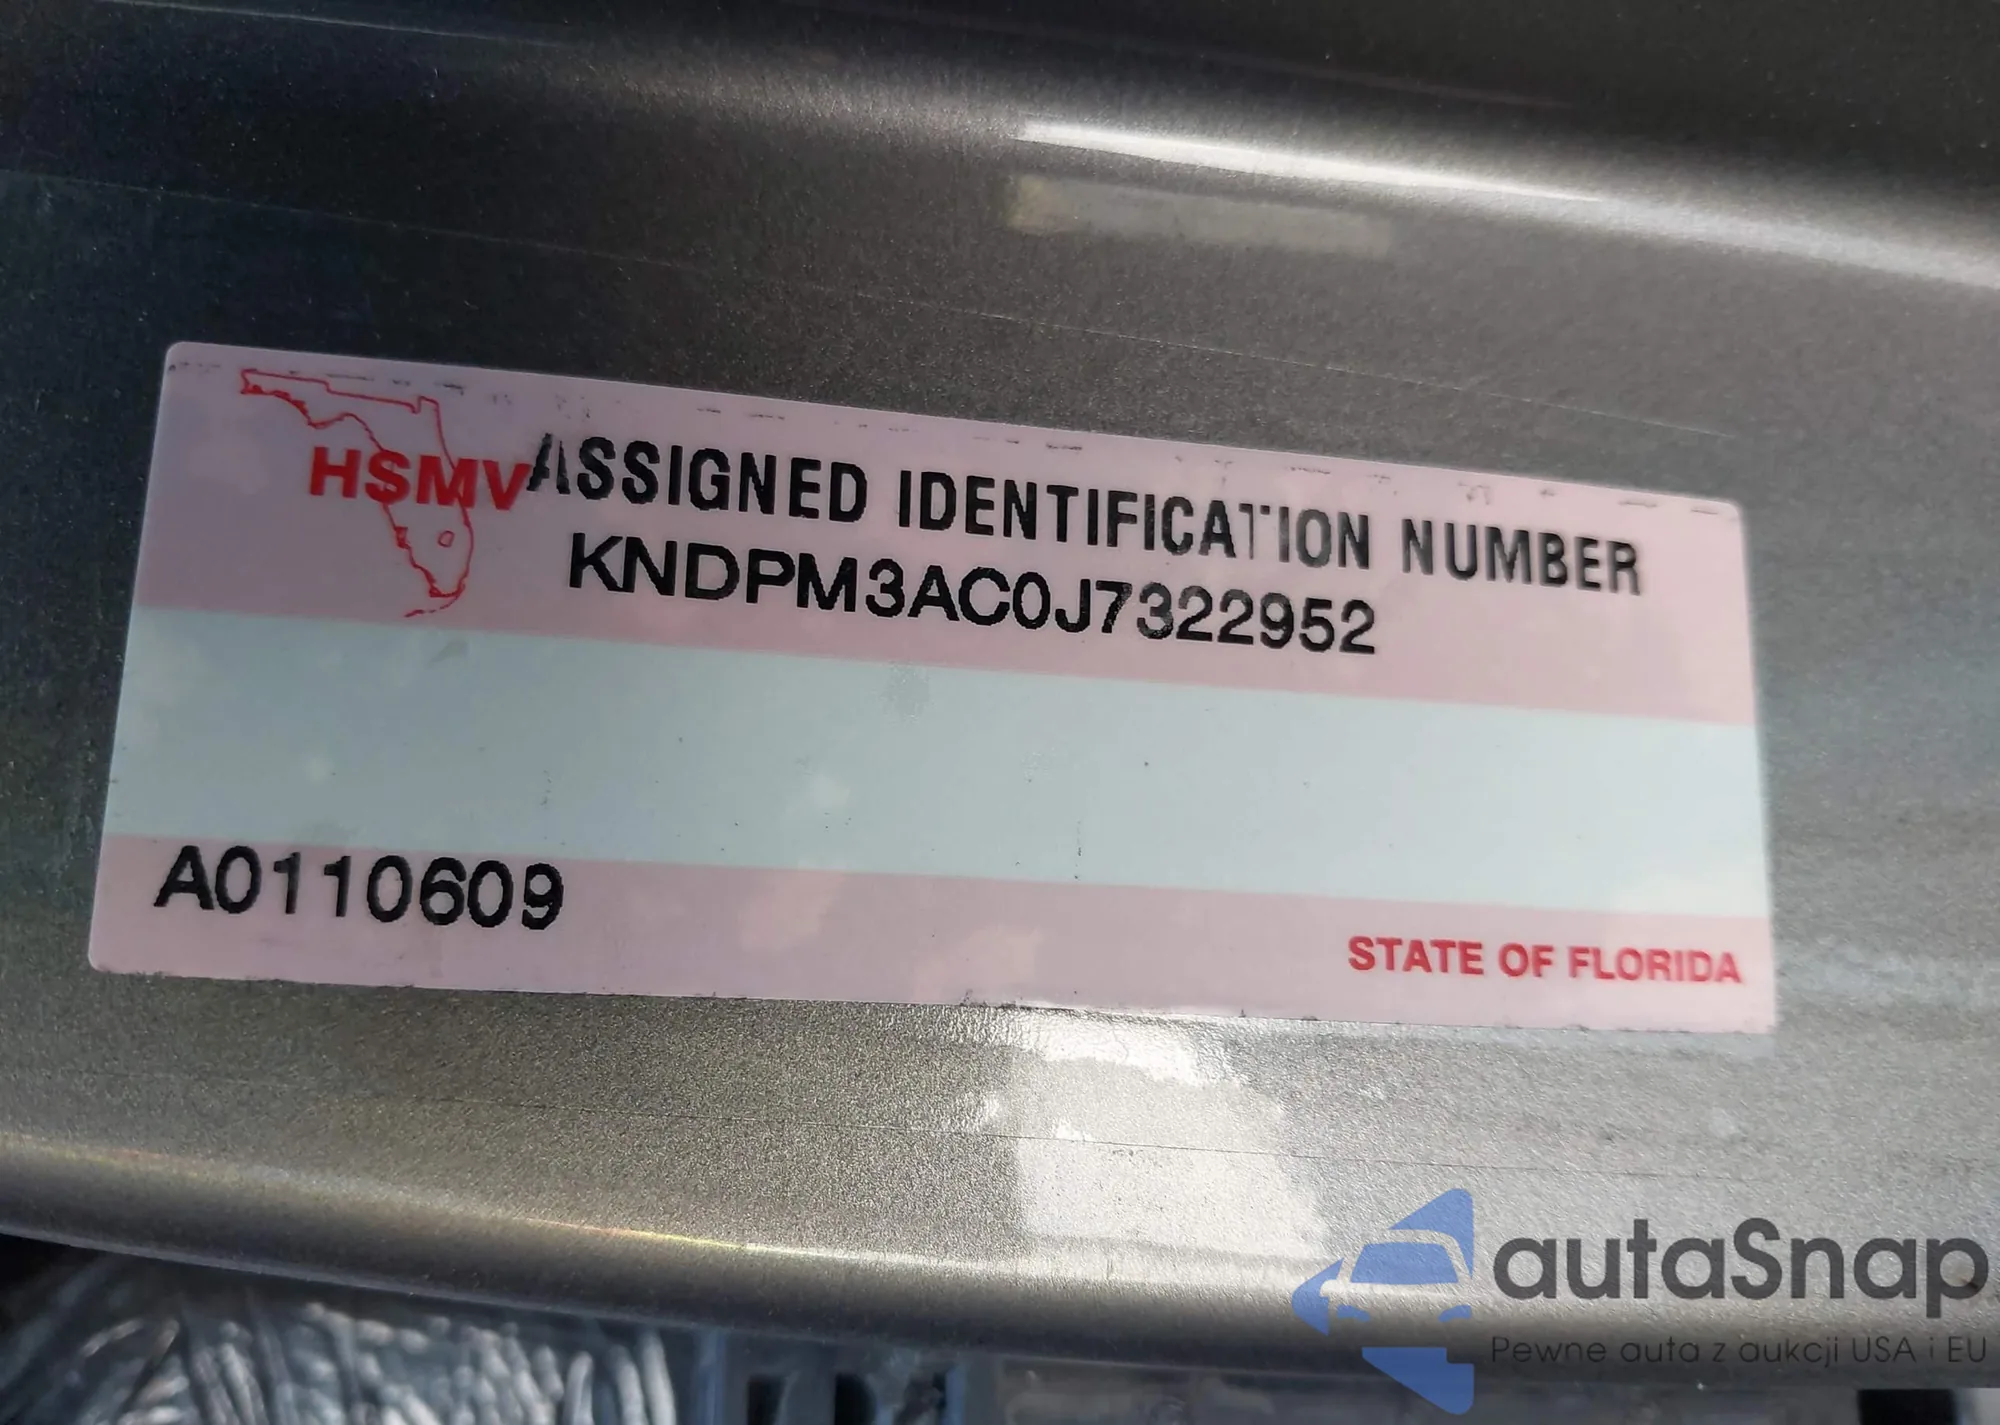 HSMV ASSIGNED IDENTIFICATION NUMBER
KNDPM3AC0J7322952
A0110609
STATE OF FLORIDA
autaSnap
Pewne auta z aukcji USA i EU